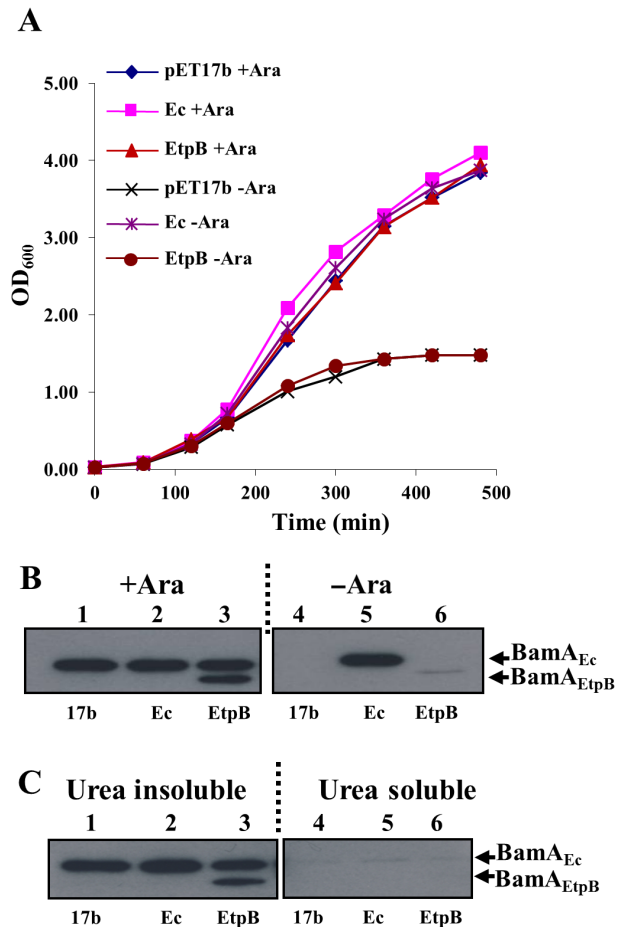 A
pET17b +Ara
Ec +Ara
EtpB +Ara
pET17b -Ara
Ec -Ara
EtpB -Ara
5.00
4.00
3.00
2.00
1.00
0.00
OD600
0 100 200 300 400 500
Time (min)
B
+Ara –Ara
1 2 3 4 5 6
BamAEc
BamAEtpB
17b Ec EtpB 17b Ec EtpB
C
Urea insoluble Urea soluble
1 2 3 4 5 6
BamAEc
BamAEtpB
17b Ec EtpB 17b Ec EtpB